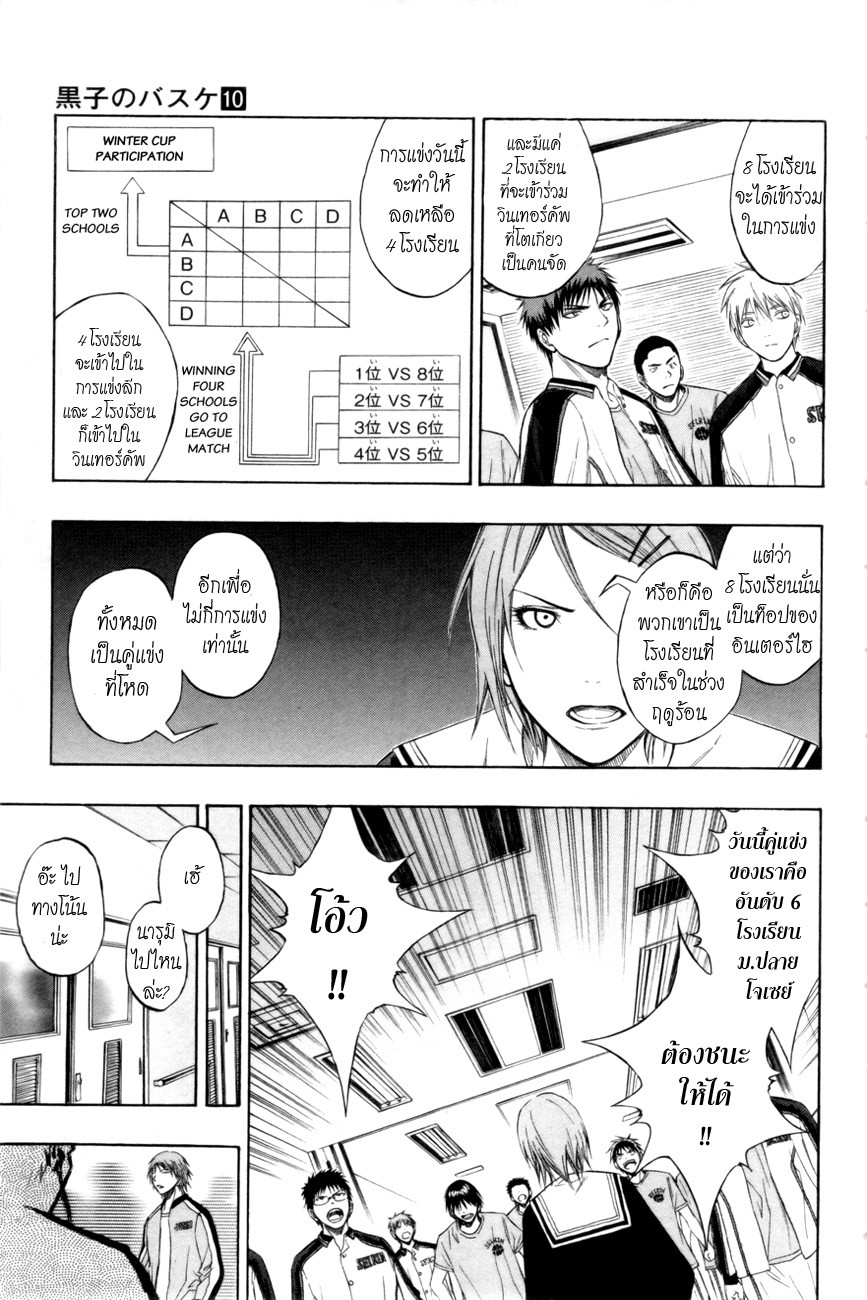 黒子のバスケ 10
8 โรงเรียน
จะได้เข้าร่วม
ในการแข่ง
และมีแค่
2 โรงเรียน
ที่จะเข้าร่วม
วินเทอร์คัพ
ที่โตเกียว
เป็นคนจัด
SEIRIN
การแข่งวันนี้
จะทำให้
ลดเหลือ
4 โรงเรียน
WINTER CUP
PARTICIPATION
TOP TWO
SCHOOLS
A B C D
A
B
C
D
4 โรงเรียน
จะเข้าไปใน
การแข่งลีก
และ 2 โรงเรียน
ก็เข้าไปใน
วินเทอร์คัพ
WINNING
FOUR
SCHOOLS
GO TO
LEAGUE
MATCH
1位 VS 8位
2位 VS 7位
3位 VS 6位
4位 VS 5位
แต่ว่า
8 โรงเรียนนั่น
เป็นท็อปของ
อินเตอร์ไฮ
หรือก็คือ
พวกเขาเป็น
โรงเรียนที่
สำเร็จในช่วง
ฤดูร้อน
อีกเพื่อ
ไม่กี่การแข่ง
เท่านั้น
ทั้งหมด
เป็นคู่แข่ง
ที่โหด
วันนี้คู่แข่ง
ของเราคือ
อันดับ 6
โรงเรียน
ม.ปลาย
โจเซย์
ต้องชนะ
ให้ได้
!!
โอ้ว
!!
SEIRIN
SEIRIN
เฮ้
นารุมิ
ไปไหน
ล่ะ?
อ๊ะ ไป
ทางโน้น
น่ะ
SEIRIN